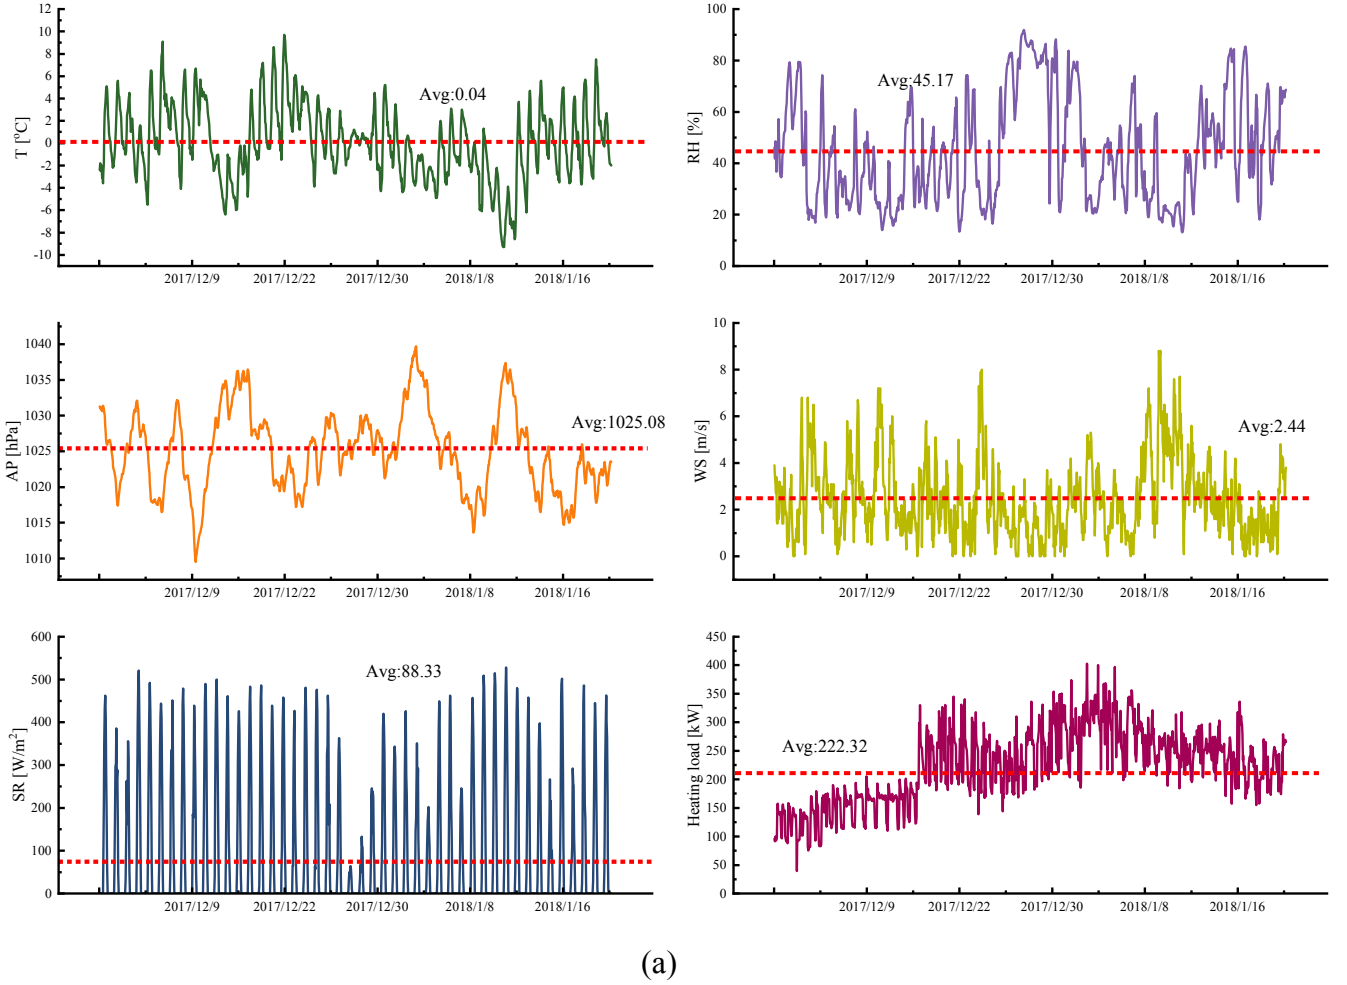 12
10
8
6
4
2
0
-2
-4
-6
-8
-10
T [°C]
Avg:0.04
2017/12/9 2017/12/22 2017/12/30 2018/1/8 2018/1/16
100
80
60
40
20
0
RH [%]
Avg:45.17
2017/12/9 2017/12/22 2017/12/30 2018/1/8 2018/1/16
1040
1035
1030
1025
1020
1015
1010
AP [hPa]
Avg:1025.08
2017/12/9 2017/12/22 2017/12/30 2018/1/8 2018/1/16
10
8
6
4
2
0
WS [m/s]
Avg:2.44
2017/12/9 2017/12/22 2017/12/30 2018/1/8 2018/1/16
600
500
400
300
200
100
0
SR [W/m²]
Avg:88.33
2017/12/9 2017/12/22 2017/12/30 2018/1/8 2018/1/16
450
400
350
300
250
200
150
100
50
0
Heating load [kW]
Avg:222.32
2017/12/9 2017/12/22 2017/12/30 2018/1/8 2018/1/16
(a)